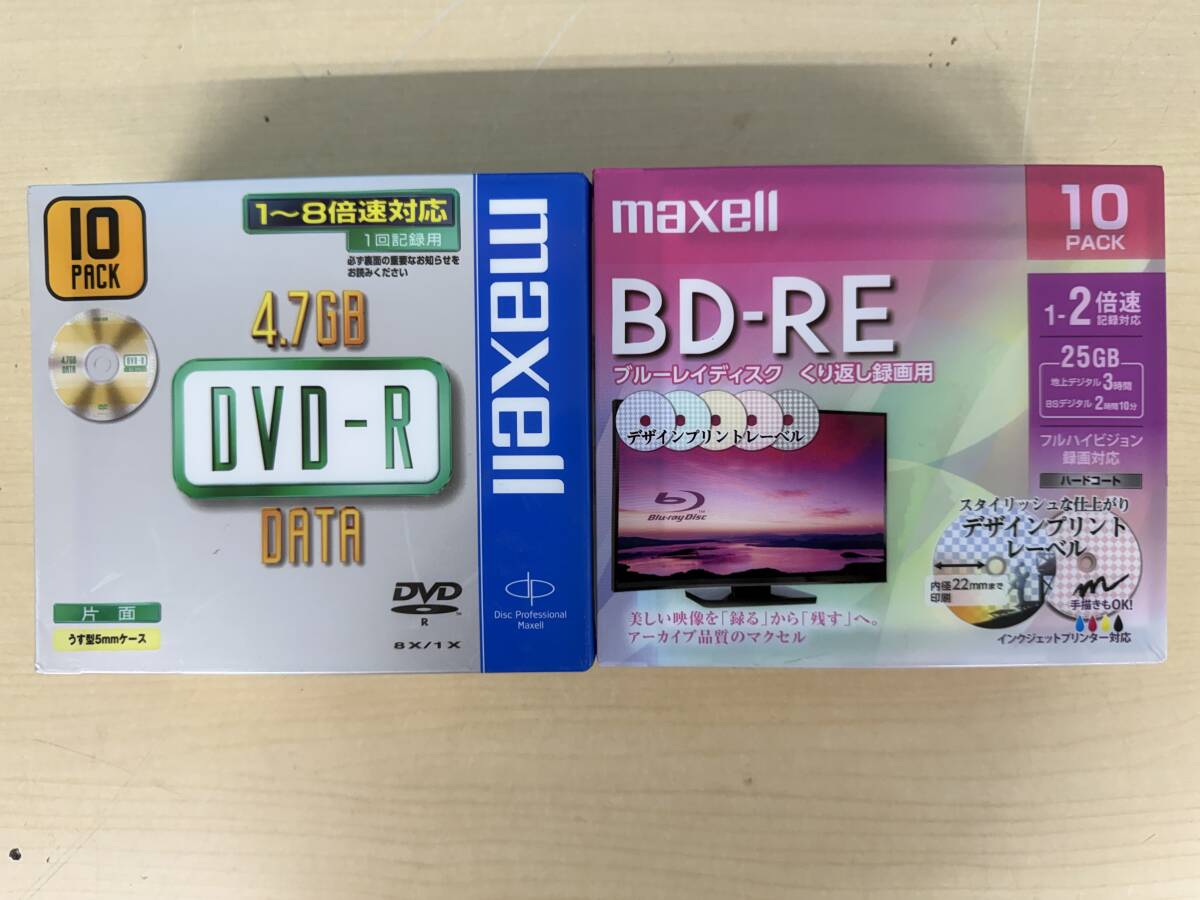 10
PACK
1～8倍速対応
1回記録用
必ず裏面の重要なお知らせを
お読みください
4.7GB
DVD-R
DATA
4.7GB
DATA
DVD-R
片面
うす型5mmケース
DVD
R
8X/1X
maxell
Disc Professional
Maxell
maxell
10
PACK
BD-RE
ブルーレイディスク くり返し録画用
デザインプリントレーベル
Blu-ray Disc
TM
1-2倍速
記録対応
25GB
地上デジタル3時間
BSデジタル2時間10分
フルハイビジョン
録画対応
ハードコート
スタイリッシュな仕上がり
デザインプリント
レーベル
内径22mmまで
印刷
手描きもOK!
インクジェットプリンター対応
美しい映像を「録る」から「残す」へ。
アーカイブ品質のマクセル